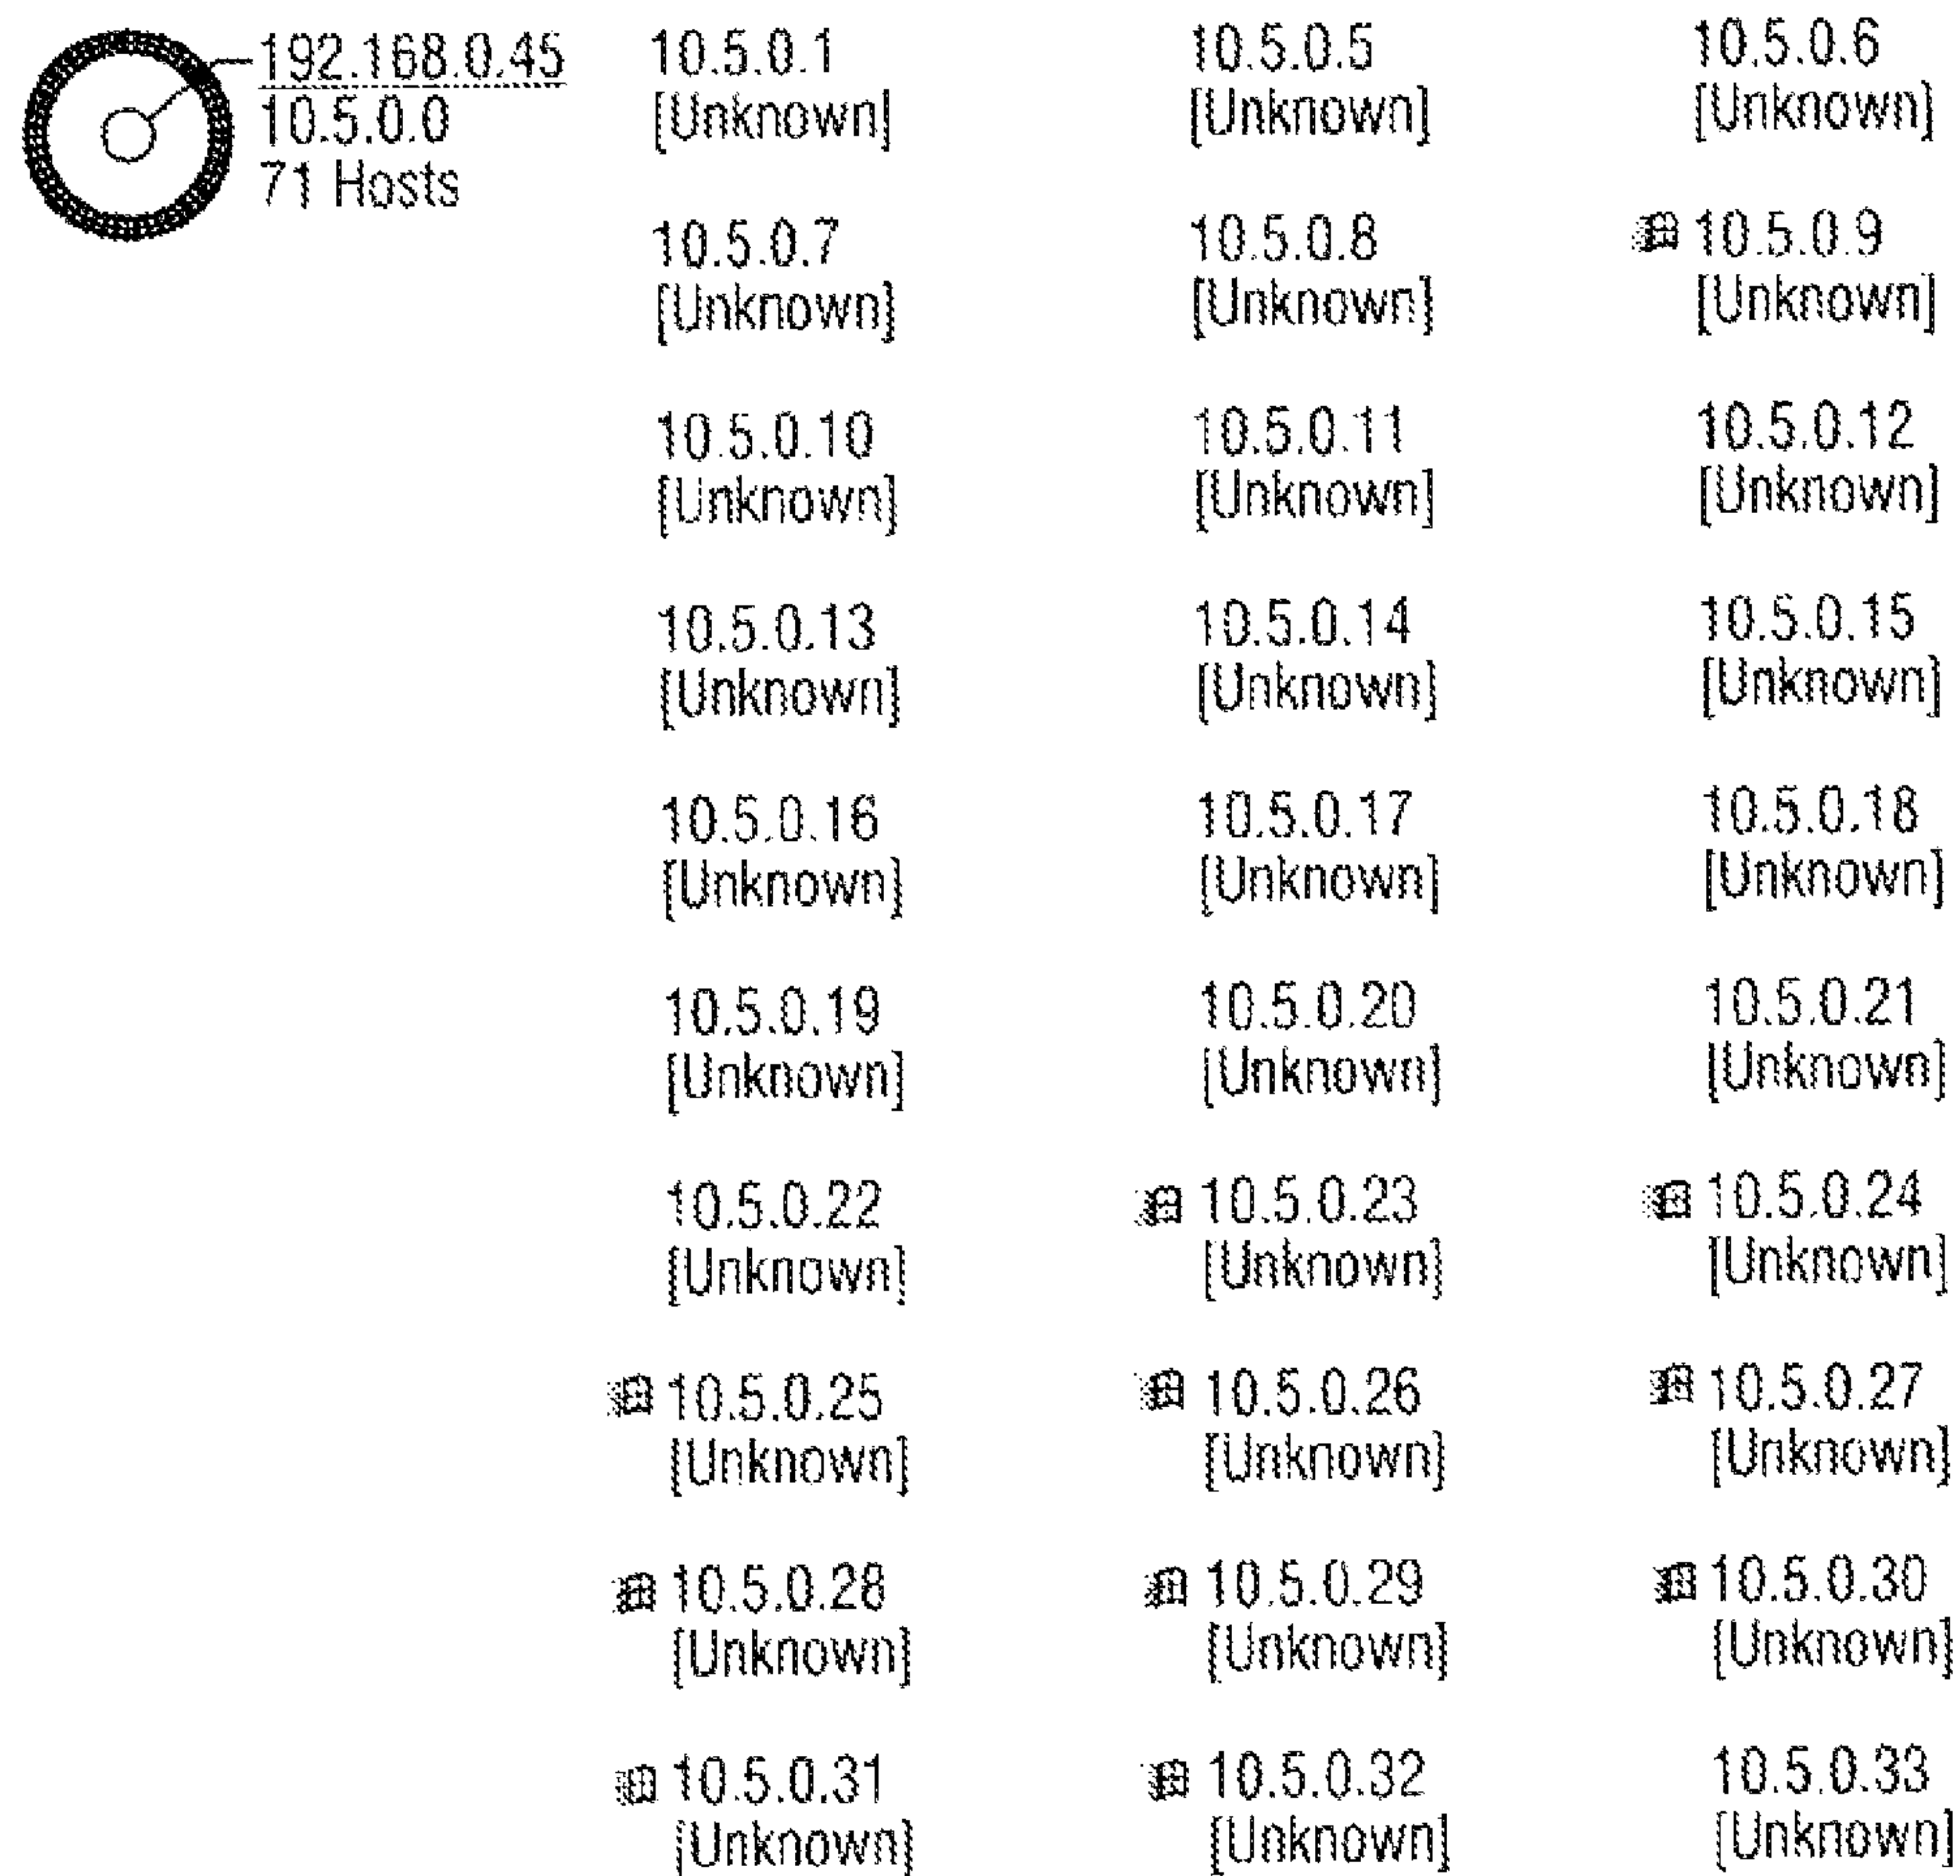 192.168.0.45
10.5.0.0
71 Hosts
10.5.0.1
[Unknown]
10.5.0.5
[Unknown]
10.5.0.6
[Unknown]
10.5.0.7
[Unknown]
10.5.0.8
[Unknown]
10.5.0.9
[Unknown]
10.5.0.10
[Unknown]
10.5.0.11
[Unknown]
10.5.0.12
[Unknown]
10.5.0.13
[Unknown]
10.5.0.14
[Unknown]
10.5.0.15
[Unknown]
10.5.0.16
[Unknown]
10.5.0.17
[Unknown]
10.5.0.18
[Unknown]
10.5.0.19
[Unknown]
10.5.0.20
[Unknown]
10.5.0.21
[Unknown]
10.5.0.22
[Unknown]
10.5.0.23
[Unknown]
10.5.0.24
[Unknown]
10.5.0.25
[Unknown]
10.5.0.26
[Unknown]
10.5.0.27
[Unknown]
10.5.0.28
[Unknown]
10.5.0.29
[Unknown]
10.5.0.30
[Unknown]
10.5.0.31
[Unknown]
10.5.0.32
[Unknown]
10.5.0.33
[Unknown]